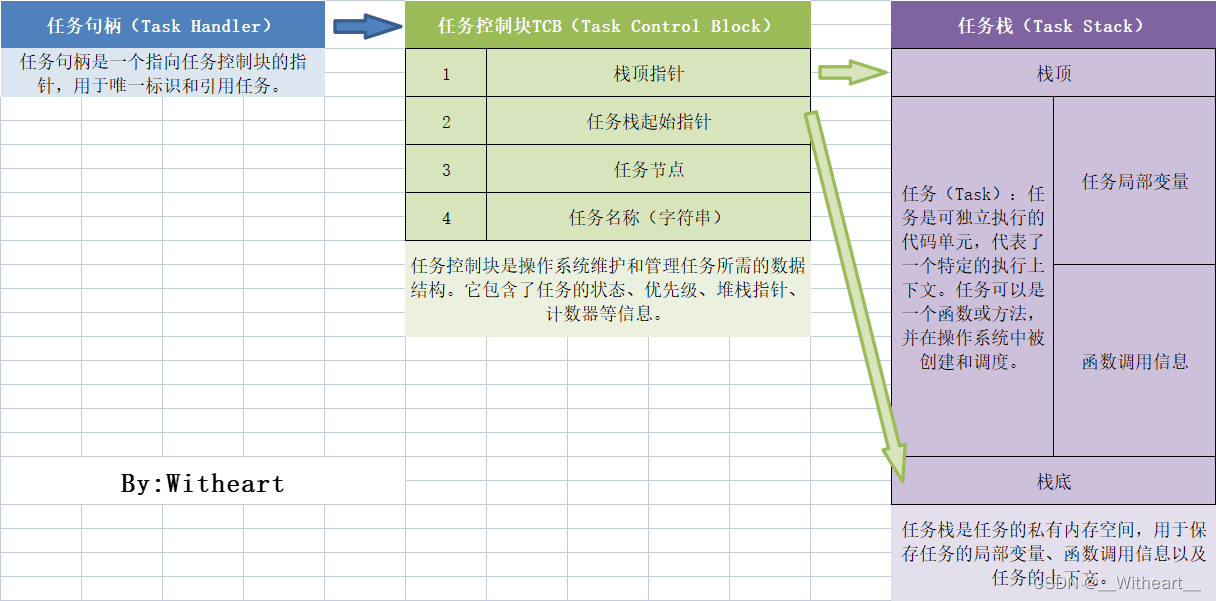 任务句柄（Task Handler）
任务句柄是一个指向任务控制块的指
针，用于唯一标识和引用任务。
任务控制块TCB（Task Control Block）
1 栈顶指针
2 任务栈起始指针
3 任务节点
4 任务名称（字符串）
任务控制块是操作系统维护和管理任务所需的数据
结构。它包含了任务的状态、优先级、堆栈指针、
计数器等信息。
任务栈（Task Stack）
栈顶
任务（Task）：任
务是可独立执行的
代码单元，代表了
一个特定的执行上
下文。任务可以是
一个函数或方法，
并在操作系统中被
创建和调度。
任务局部变量
函数调用信息
栈底
任务栈是任务的私有内存空间，用于保
存任务的局部变量、函数调用信息以及
任务的上下文。
By:Witheart
CSDN @__Witheart__